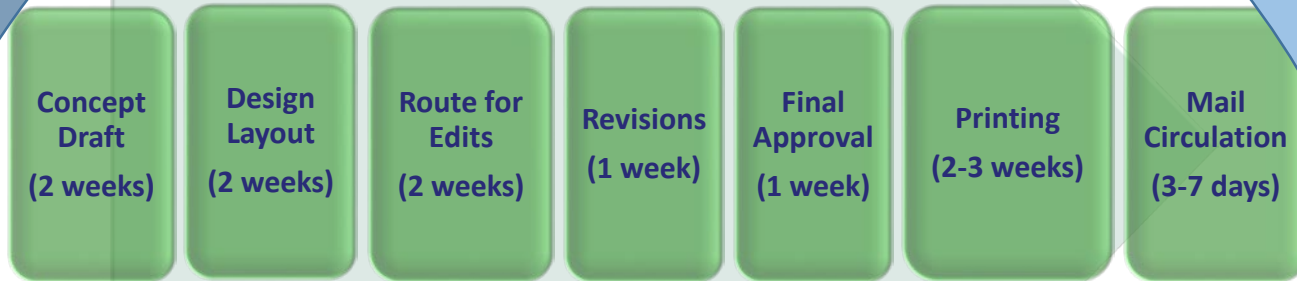 Concept
Draft
(2 weeks)
Design
Layout
(2 weeks)
Route for
Edits
(2 weeks)
Revisions
(1 week)
Final
Approval
(1 week)
Printing
(2-3 weeks)
Mail
Circulation
(3-7 days)